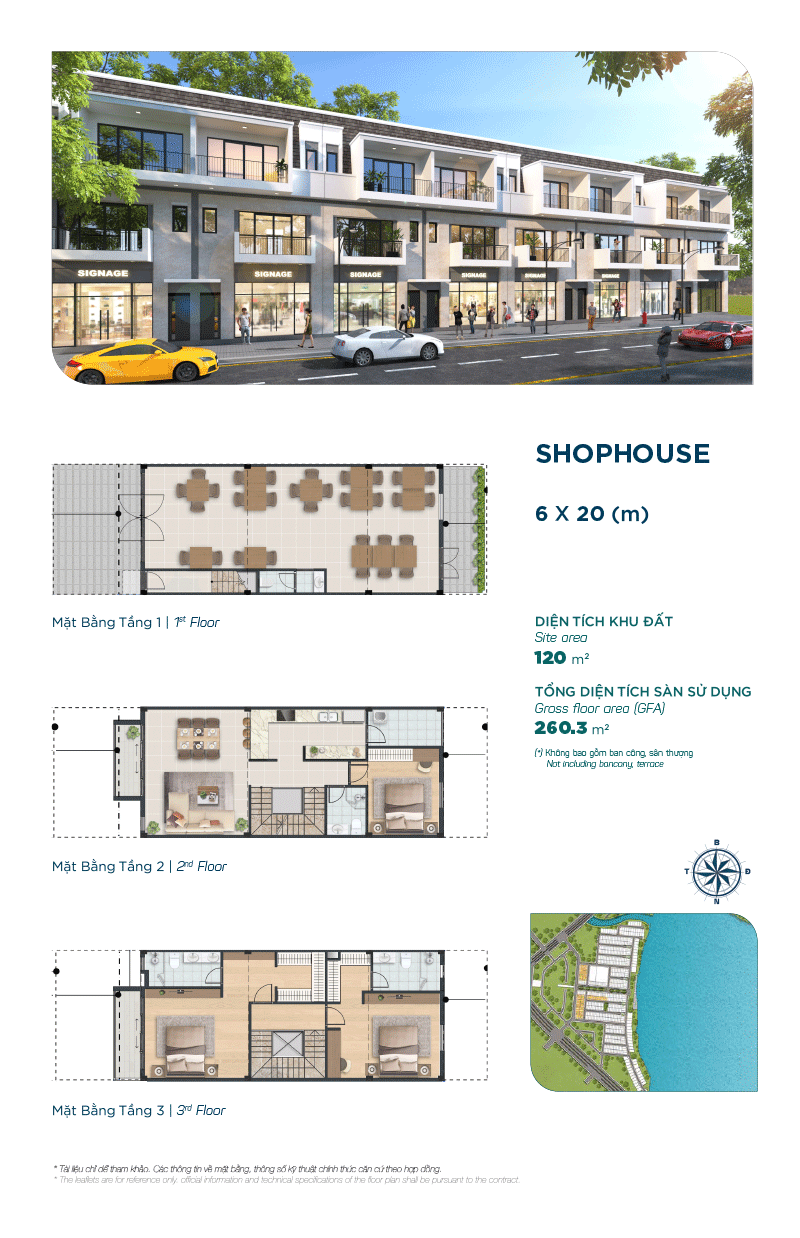 SIGNAGE
SIGNAGE
SIGNAGE
SIGNAGE
SIGNAGE
SIGNAGE
SHOPHOUSE
6 X 20 (m)
Mặt Bằng Tầng 1 | 1st Floor
DIỆN TÍCH KHU ĐẤT
Site area
120 m²
TỔNG DIỆN TÍCH SÀN SỬ DỤNG
Gross floor area (GFA)
260.3 m²
(*) Không bao gồm ban công, sân thượng
Not including bancony, terrace
Mặt Bằng Tầng 2 | 2nd Floor
B
T
Đ
N
Mặt Bằng Tầng 3 | 3rd Floor
* Tài liệu chỉ để tham khảo. Các thông tin về mặt bằng, thông số kỹ thuật chính thức căn cứ theo hợp đồng.
* The leaflets are for reference only. official information and technical specifications of the floor plan shall be pursuant to the contract.